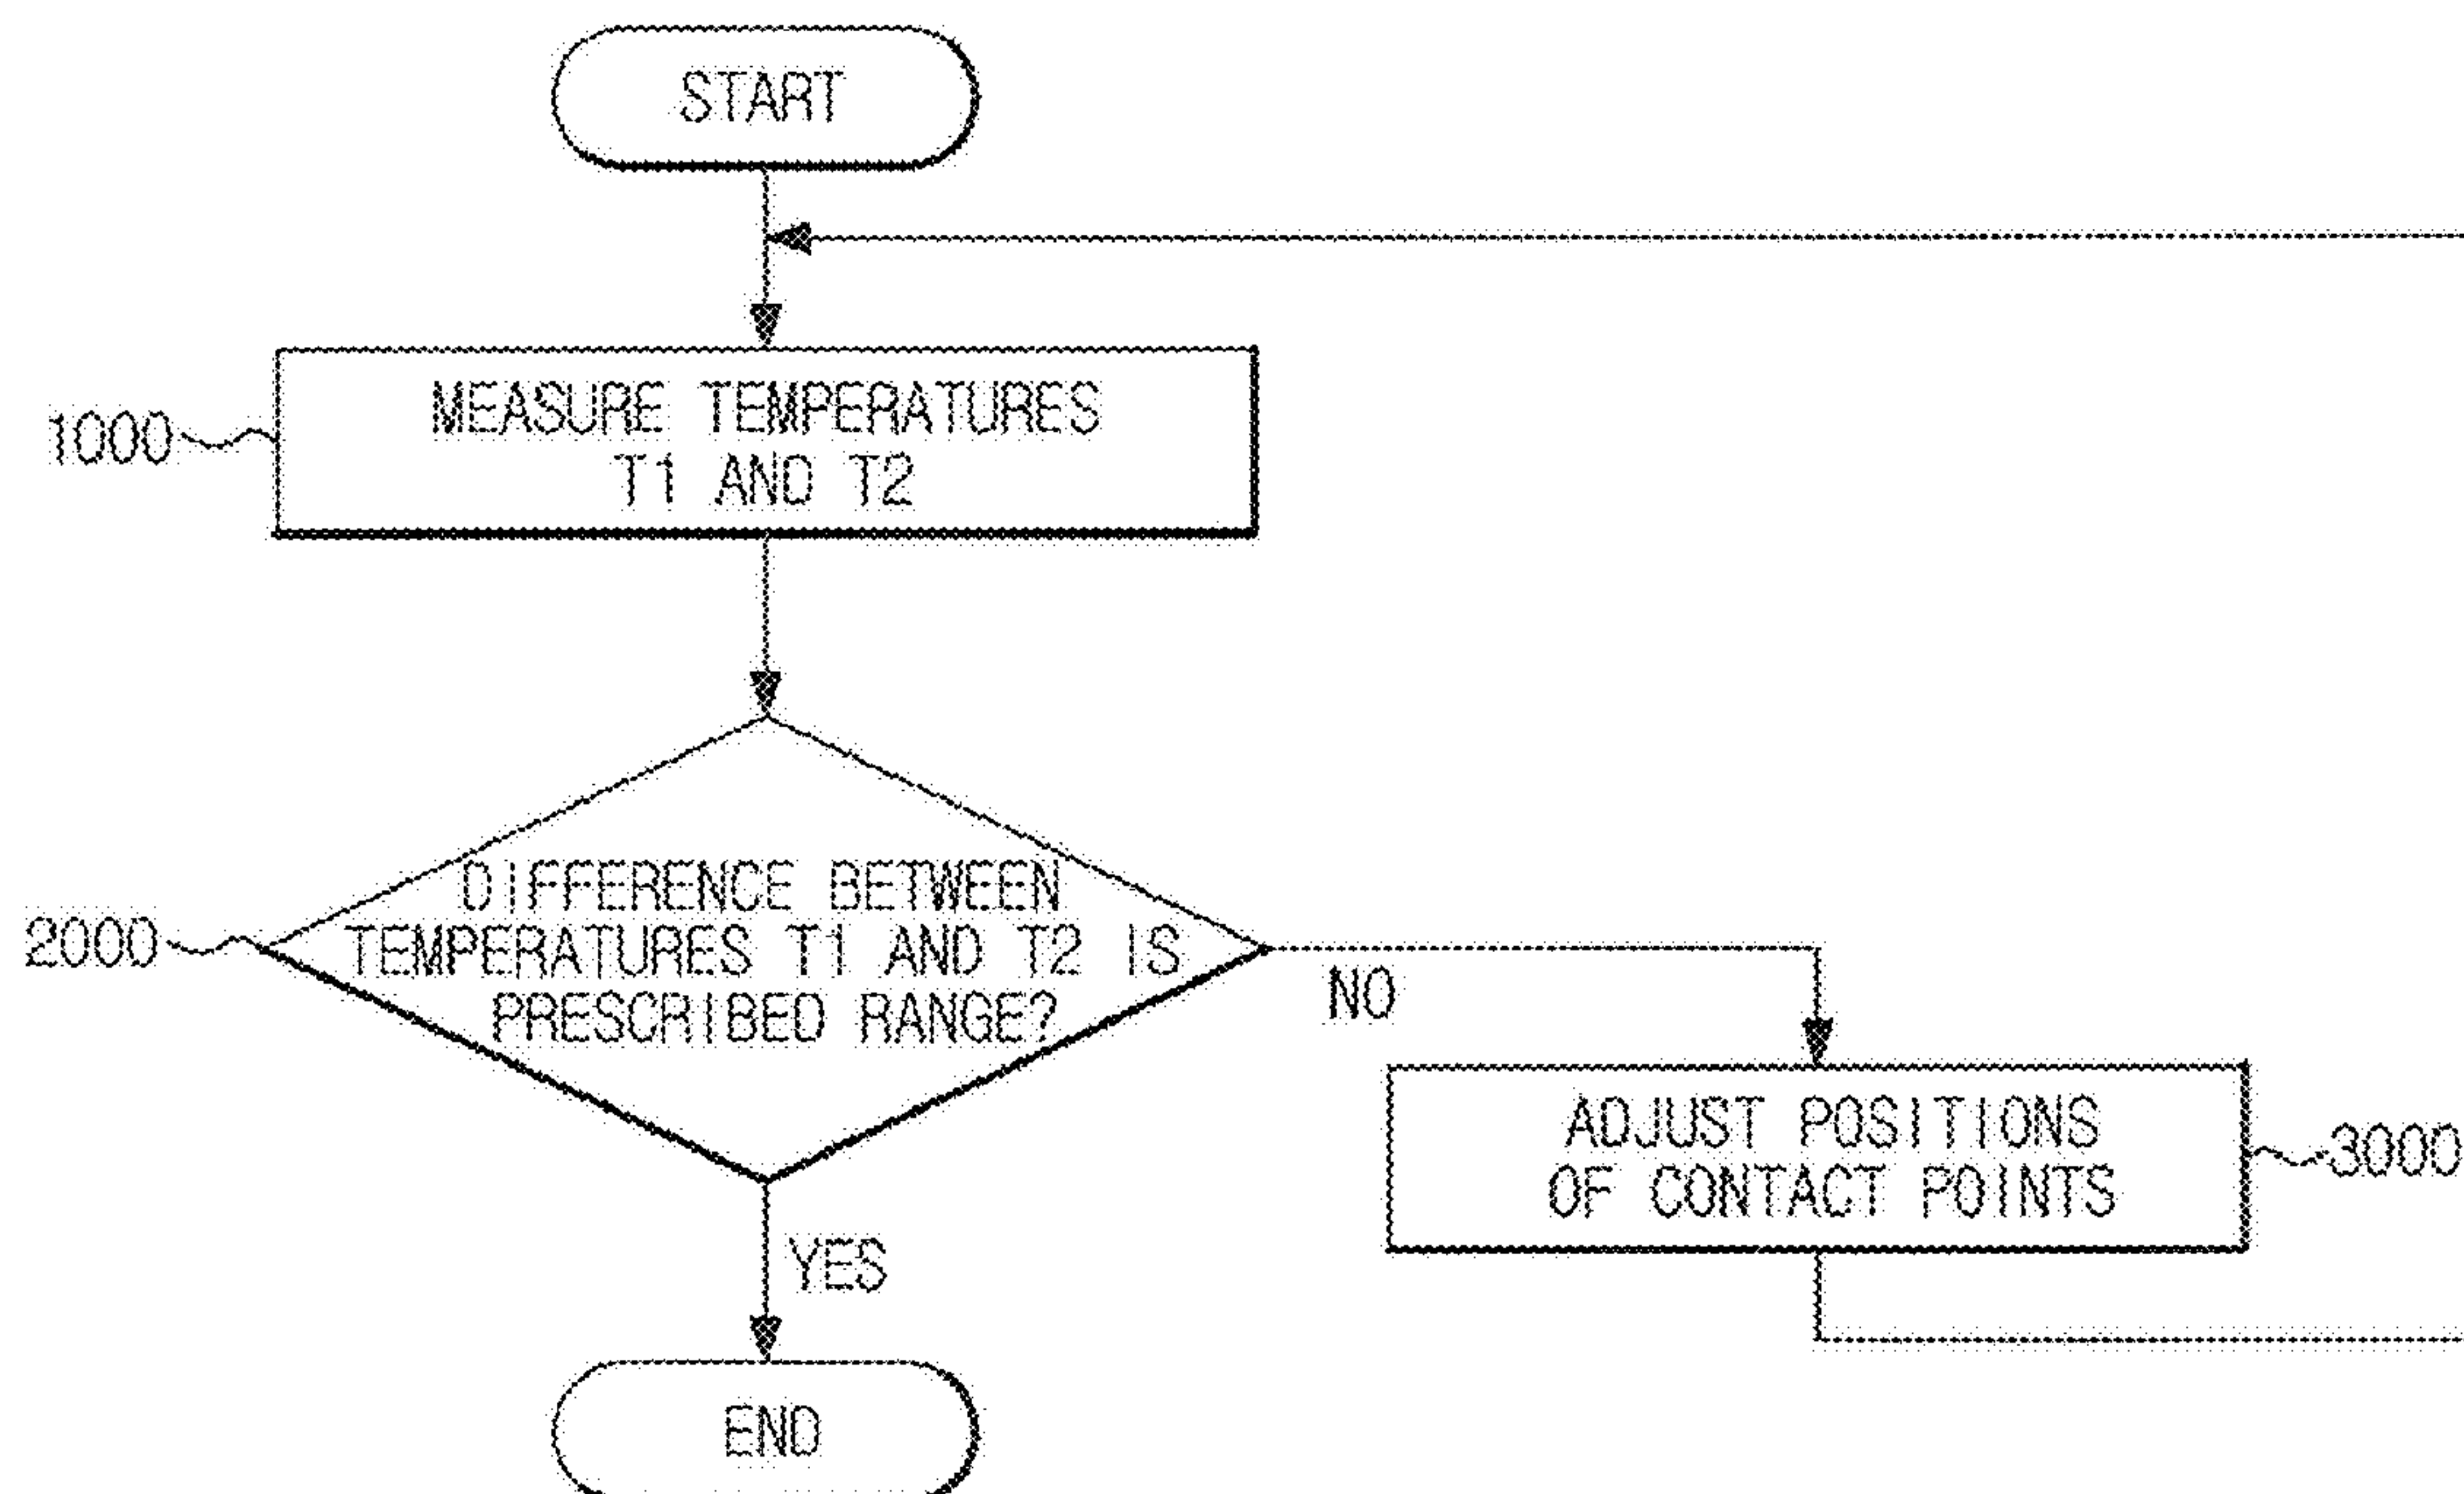 START
1000
MEASURE TEMPERATURES
T1 AND T2
2000
DIFFERENCE BETWEEN
TEMPERATURES T1 AND T2 IS
PRESCRIBED RANGE?
NO
ADJUST POSITIONS
OF CONTACT POINTS
3000
YES
END